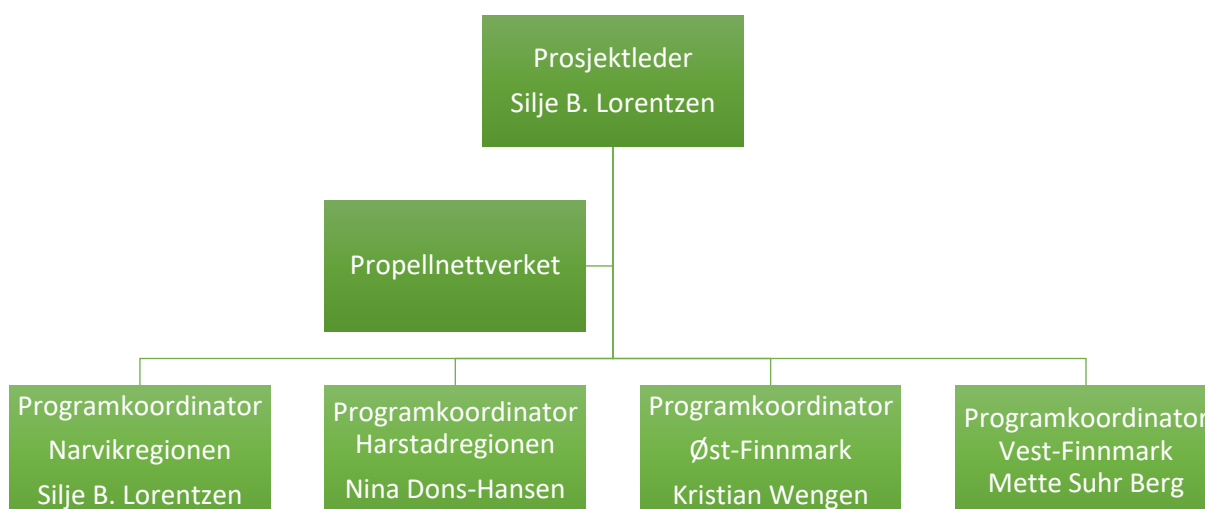 Prosjektleder
Silje B. Lorentzen
Propellnettverket
Programkoordinator
Narvikregionen
Silje B. Lorentzen
Programkoordinator
Harstadregionen
Nina Dons-Hansen
Programkoordinator
Øst-Finnmark
Kristian Wengen
Programkoordinator
Vest-Finnmark
Mette Suhr Berg